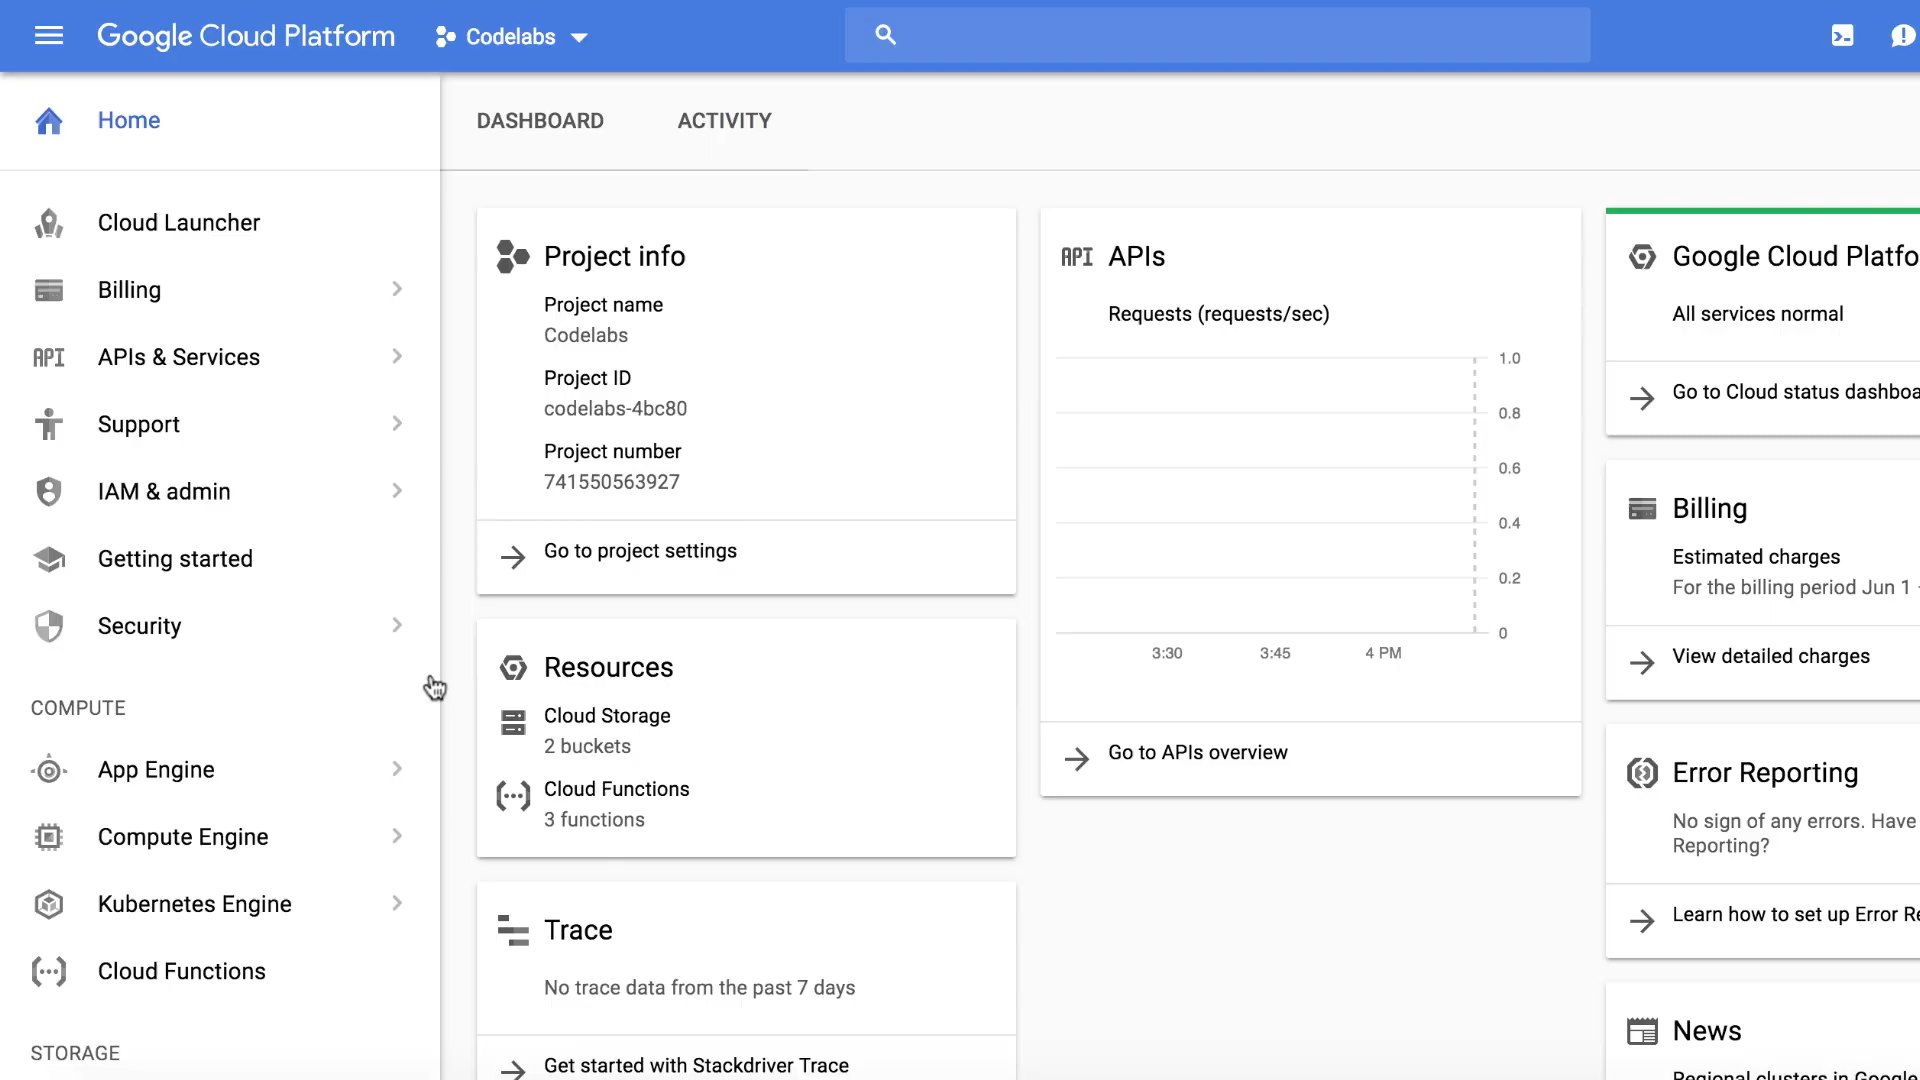 Google Cloud Platform
Codelabs
Home
Cloud Launcher
Billing
API
APIs & Services
Support
IAM & admin
Getting started
Security
COMPUTE
App Engine
Compute Engine
Kubernetes Engine
Cloud Functions
STORAGE
DASHBOARD
ACTIVITY
Project info
Project name
Codelabs
Project ID
codelabs-4bc80
Project number
741550563927
Go to project settings
Resources
Cloud Storage
2 buckets
Cloud Functions
3 functions
Trace
No trace data from the past 7 days
Get started with Stackdriver Trace
API
APIs
Requests (requests/sec)
1.0
0.8
0.6
0.4
0.2
0
3:30
3:45
4 PM
Go to APIs overview
Google Cloud Platfo
All services normal
Go to Cloud status dashboa
Billing
Estimated charges
For the billing period Jun 1
View detailed charges
Error Reporting
No sign of any errors. Have
Reporting?
Learn how to set up Error Re
News
Regional clusters in Google